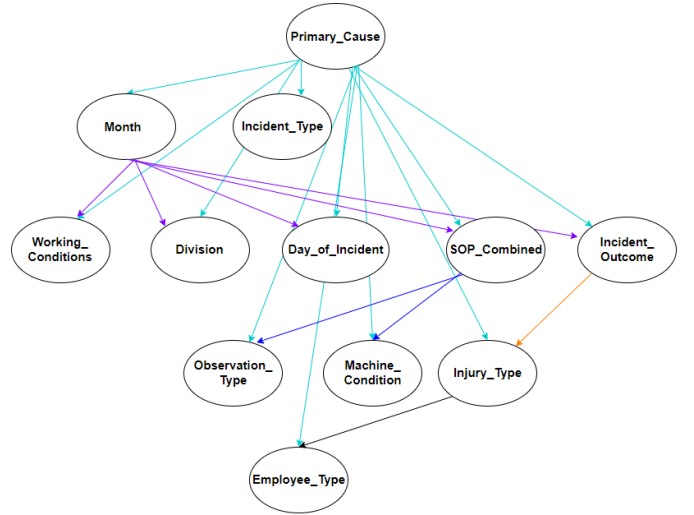 Primary_Cause
Month
Incident_Type
Working_
Conditions
Division
Day_of_Incident
SOP_Combined
Incident_
Outcome
Observation_
Type
Machine_
Condition
Injury_Type
Employee_Type